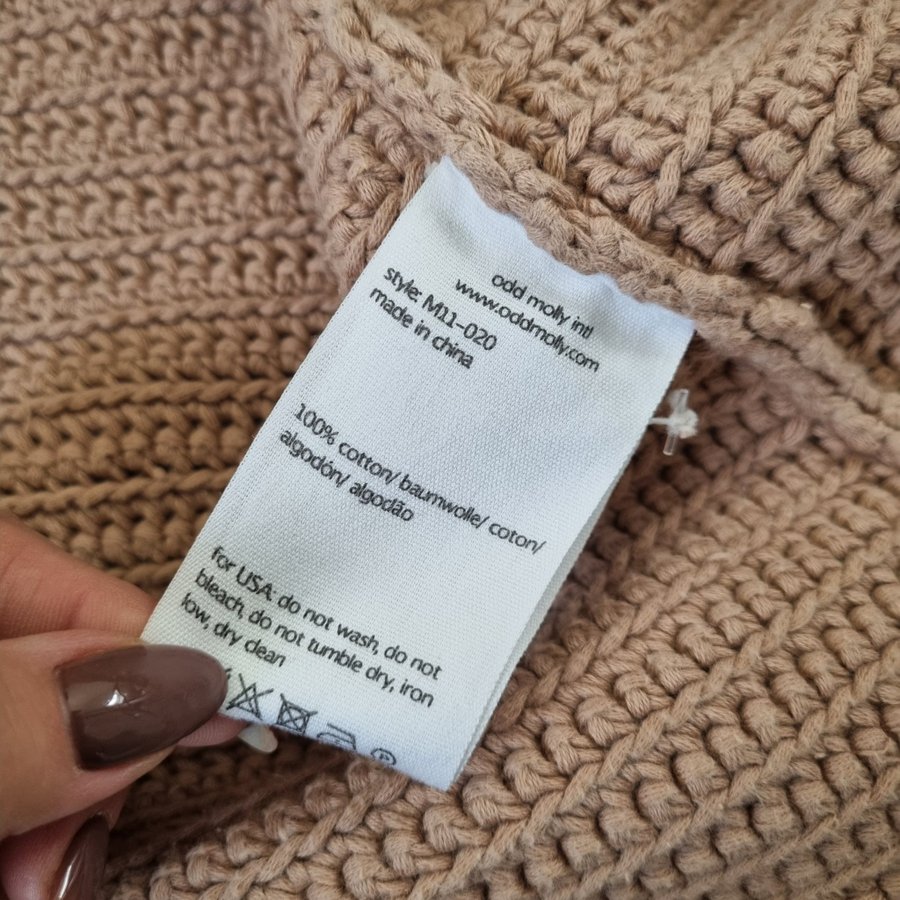 odd molly intl
www.oddmolly.com
style: M11-020
made in china
100% cotton/ baumwolle/ coton/
algodón/ algodão
for USA: do not wash, do not
bleach, do not tumble dry, iron
low, dry clean
P